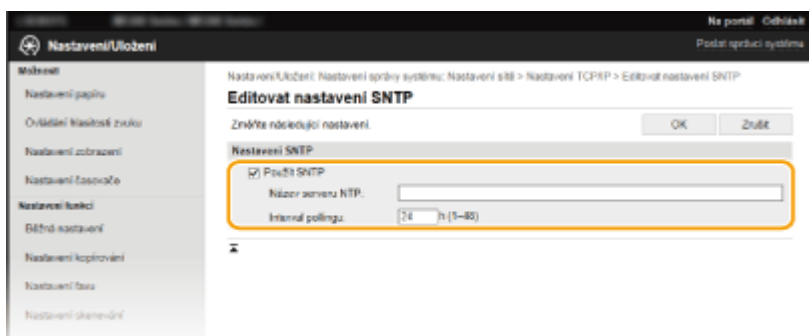 Na portál Odhlásit
Nastavení/Uložení
Poslat správci systému
Možnosti
Nastavení papíru
Ovládání hlasitosti zvuku
Nastavení zobrazení
Nastavení časovače
Nastavení funkcí
Běžná nastavení
Nastavení kopírování
Nastavení faxu
Nastavení skenování
Nastavení/Uložení: Nastavení správy systému: Nastavení sítě > Nastavení TCP/IP > Editovat nastavení SNTP
Editovat nastavení SNTP
Změňte následující nastavení.
OK
Zrušit
Nastavení SNTP
Použít SNTP
Název serveru NTP:
Interval pollingu:
24 h (1–48)